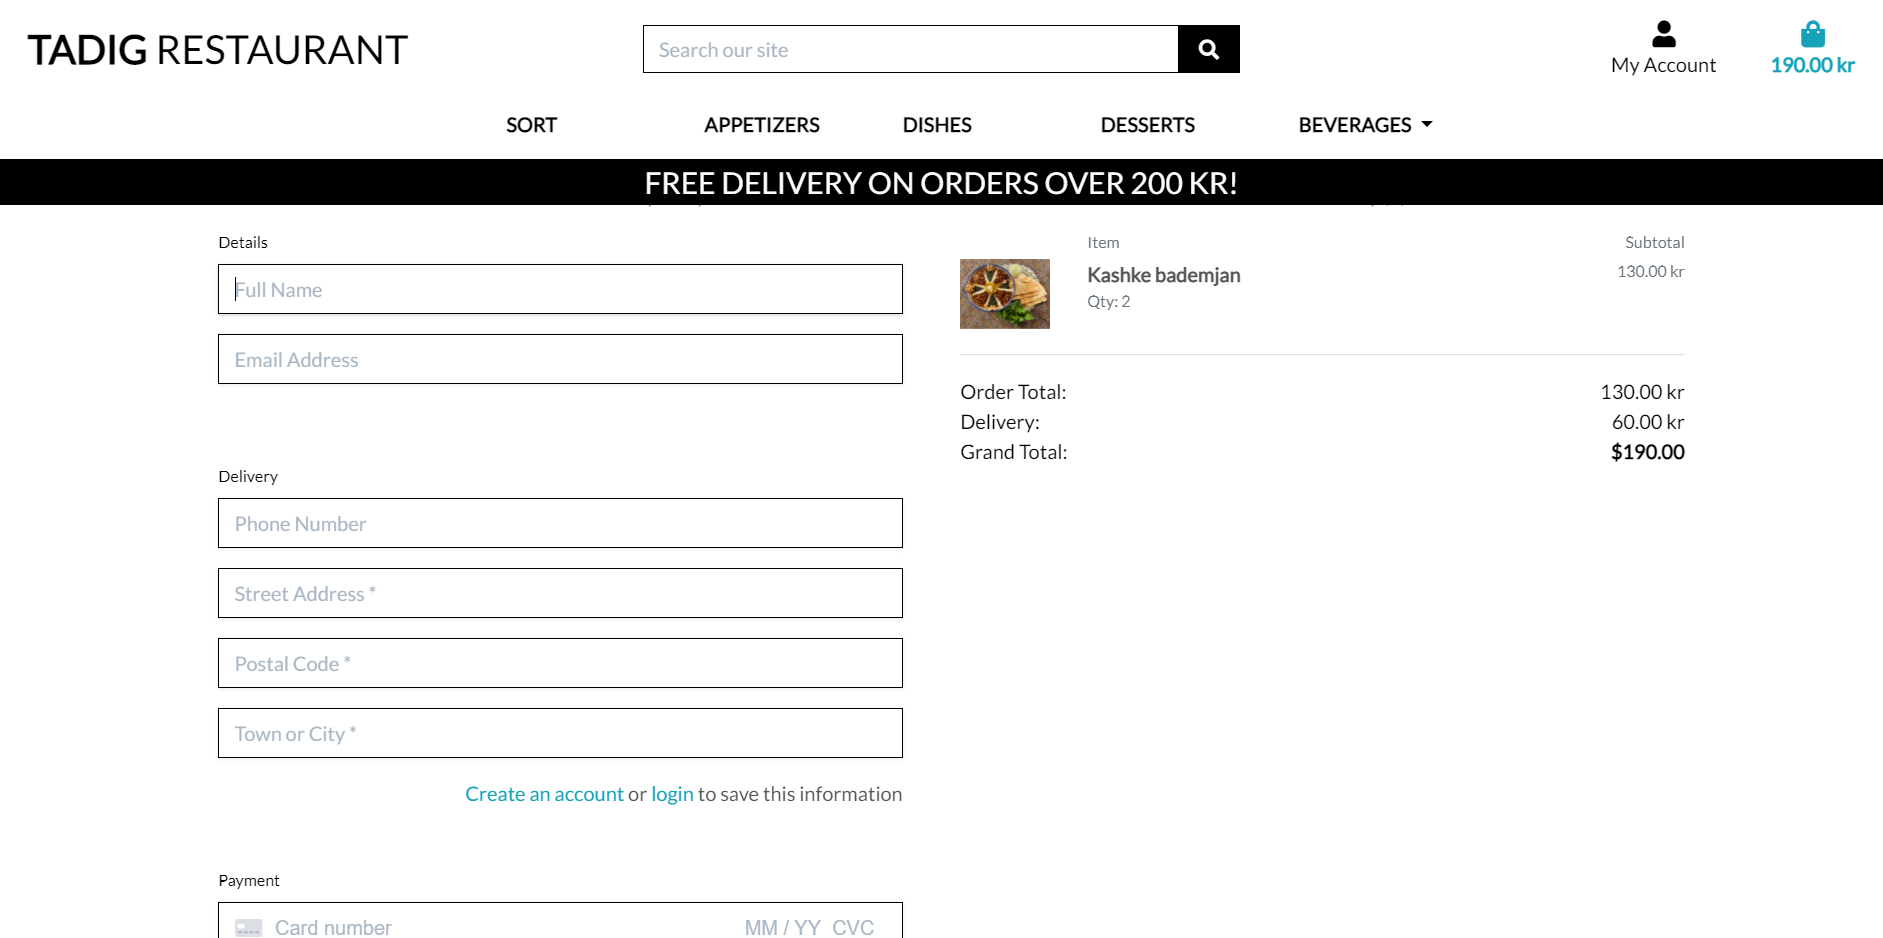 TADIG RESTAURANT
Search our site
My Account
190.00 kr
SORT
APPETIZERS
DISHES
DESSERTS
BEVERAGES
FREE DELIVERY ON ORDERS OVER 200 KR!
Details
Full Name
Email Address
Delivery
Phone Number
Street Address *
Postal Code *
Town or City *
Create an account or login to save this information
Payment
Card number MM / YY CVC
Item Subtotal
Kashke bademjan 130.00 kr
Qty: 2
Order Total: 130.00 kr
Delivery: 60.00 kr
Grand Total: $190.00